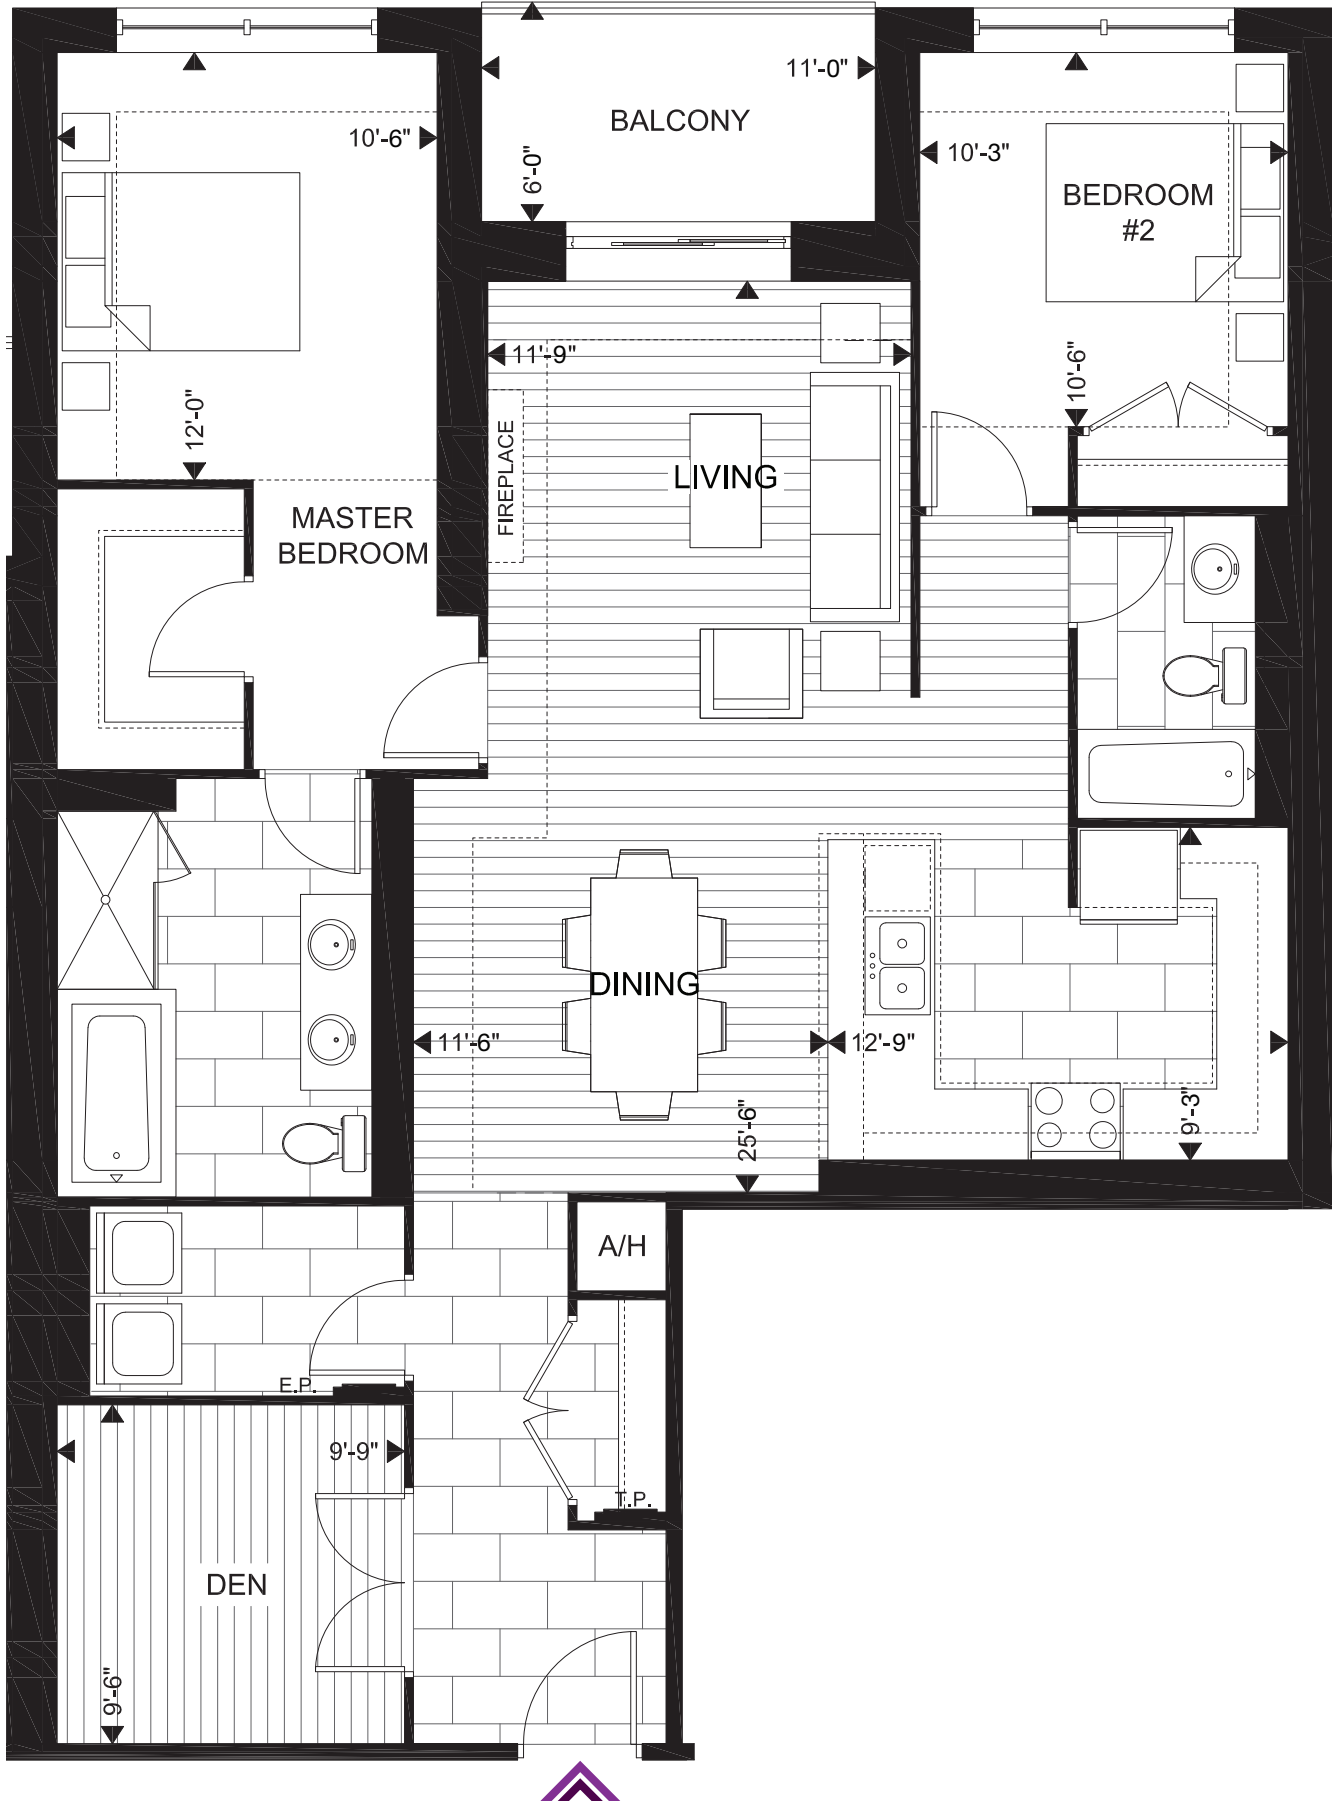 11'-0"
BALCONY
6'-0"
10'-6"
10'-3"
BEDROOM
#2
11'-9"
10'-6"
12'-0"
FIREPLACE
LIVING
MASTER
BEDROOM
DINING
11'-6"
12'-9"
25'-6"
9'-3"
A/H
E.P.
9'-9"
T.P.
DEN
9'-6"